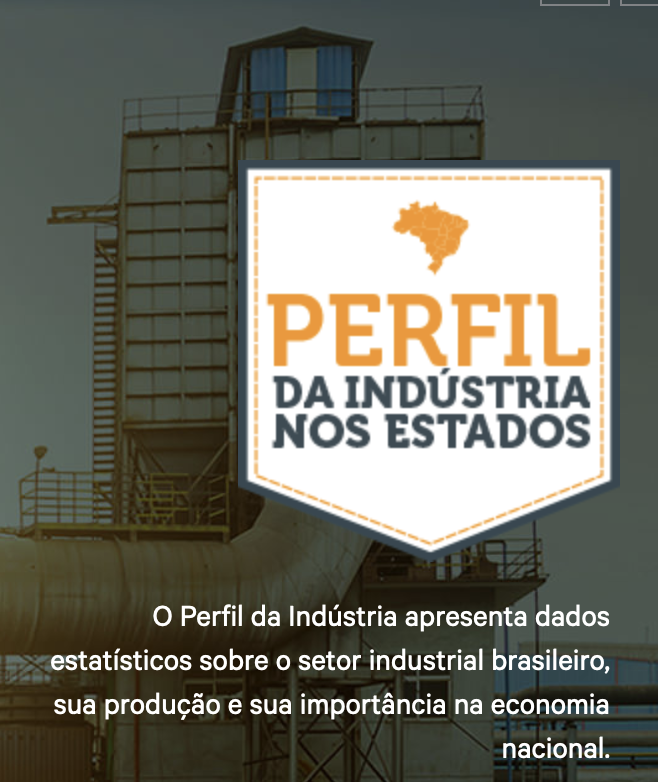 PERFIL
DA INDÚSTRIA
NOS ESTADOS
O Perfil da Indústria apresenta dados
estatísticos sobre o setor industrial brasileiro,
sua produção e sua importância na economia
nacional.